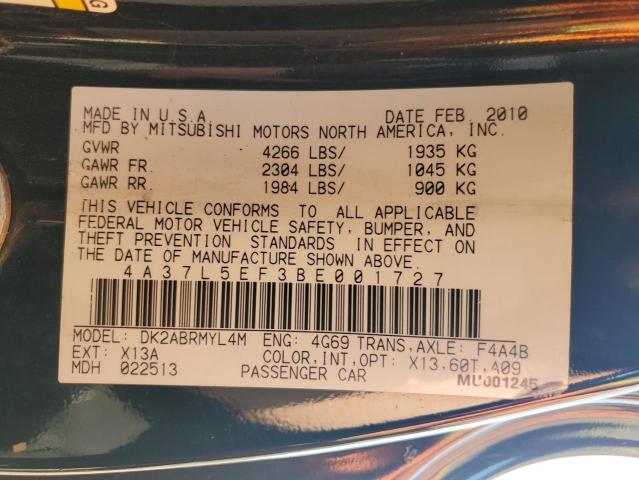 G
MADE IN U.S.A. DATE FEB. 2010
MFD BY MITSUBISHI MOTORS NORTH AMERICA, INC.
GVWR 4266 LBS/ 1935 KG
GAWR FR. 2304 LBS/ 1045 KG
GAWR RR. 1984 LBS/ 900 KG
THIS VEHICLE CONFORMS TO ALL APPLICABLE
FEDERAL MOTOR VEHICLE SAFETY, BUMPER, AND
THEFT PREVENTION STANDARDS IN EFFECT ON
THE DATE OF MANUFACTURE SHOWN ABOVE.
4A37L5EF3BE001727
MODEL: DK2ABRMYL4M ENG: 4G69 TRANS,AXLE: F4A4B
EXT: X13A COLOR,INT,OPT: X13,60T,A09
MDH 022513 PASSENGER CAR MU001245